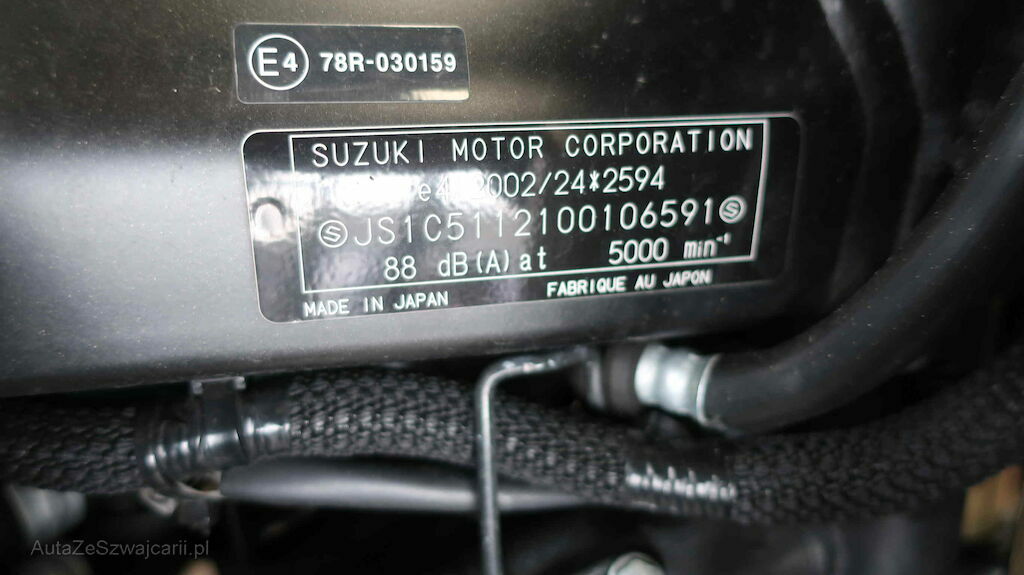 E4 78R-030159
SUZUKI MOTOR CORPORATION
e4*2002/24*2594
JS1C5112100106591
88 dB(A) at 5000 min⁻¹
MADE IN JAPAN FABRIQUE AU JAPON
AutaZeSzwajcarii.pl